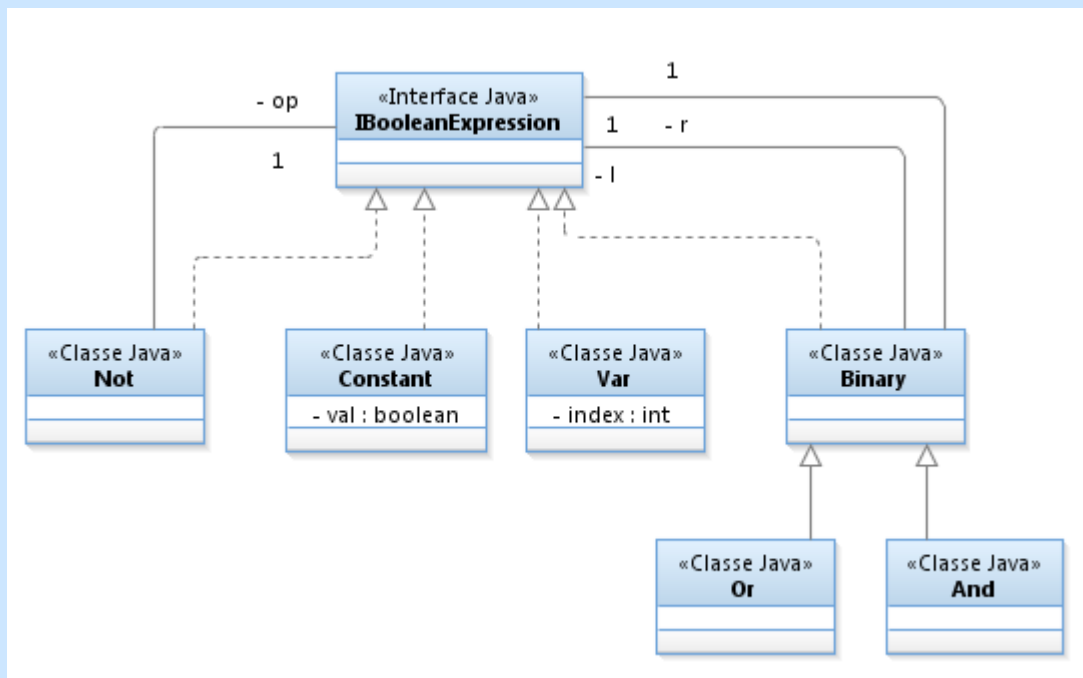 1
«Interface Java»
- op
IBooleanExpression
1
- r
1
- l
«Classe Java»
Not
«Classe Java»
Constant
- val : boolean
«Classe Java»
Var
- index : int
«Classe Java»
Binary
«Classe Java»
Or
«Classe Java»
And